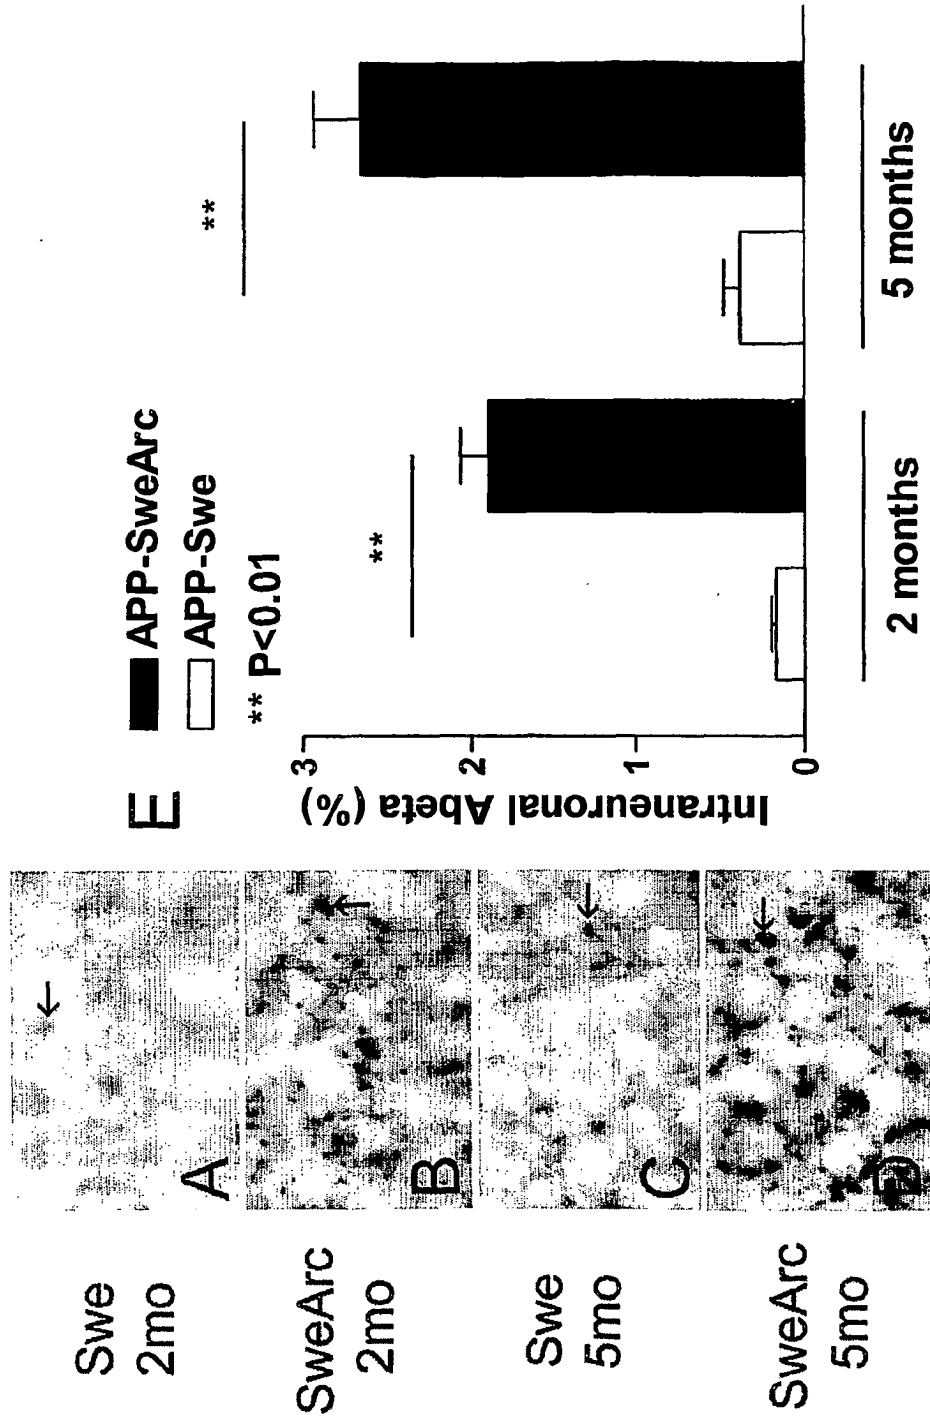 Swe
2mo
SweArc
2mo
Swe
5mo
SweArc
5mo
A
B
C
D
E
APP-SweArc
APP-Swe
** P<0.01
Intraneuronal Abeta (%)
3
2
1
0
**
**
2 months
5 months